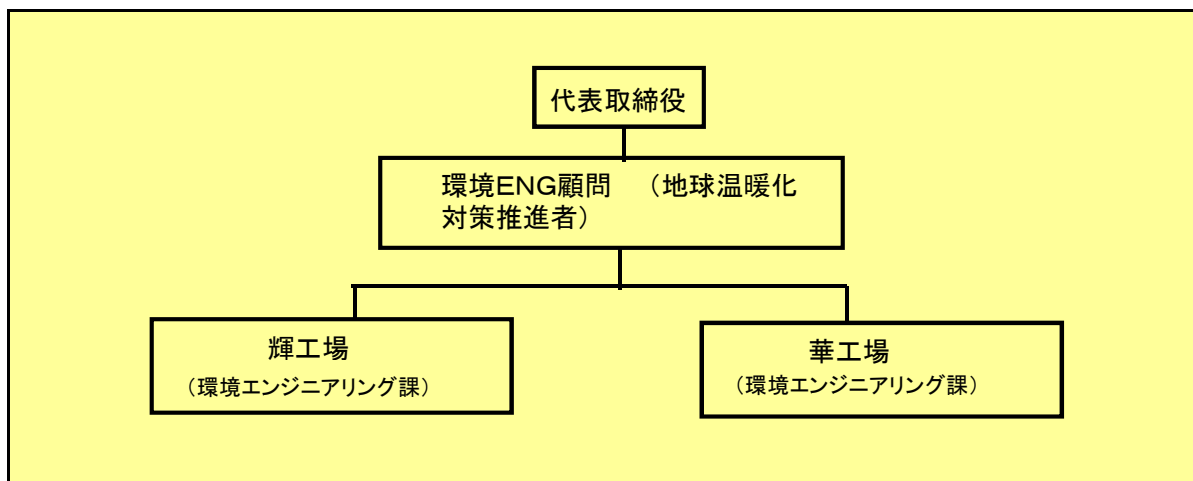 代表取締役
環境ENG顧問　（地球温暖化
対策推進者）
輝工場
（環境エンジニアリング課）
華工場
（環境エンジニアリング課）